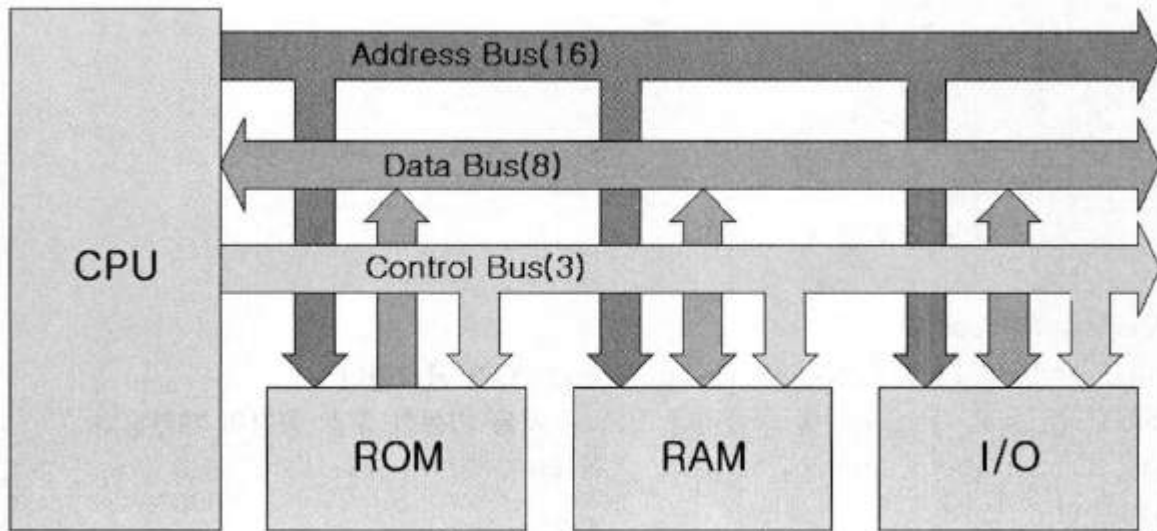 Address Bus(16)
Data Bus(8)
CPU
Control Bus(3)
ROM
RAM
I/O